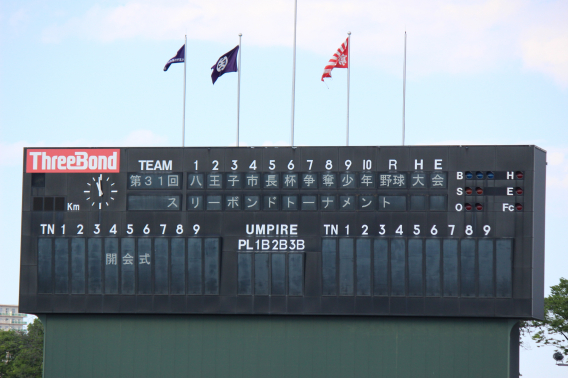 ThreeBond
TEAM 1 2 3 4 5 6 7 8 9 10 R H E
第31回 八王子市長杯争奪少年野球大会
スリーボンドトーナメント
B H
S E
O Fc
Km
TN 1 2 3 4 5 6 7 8 9 UMPIRE TN 1 2 3 4 5 6 7 8 9
PL 1B 2B 3B
開会式